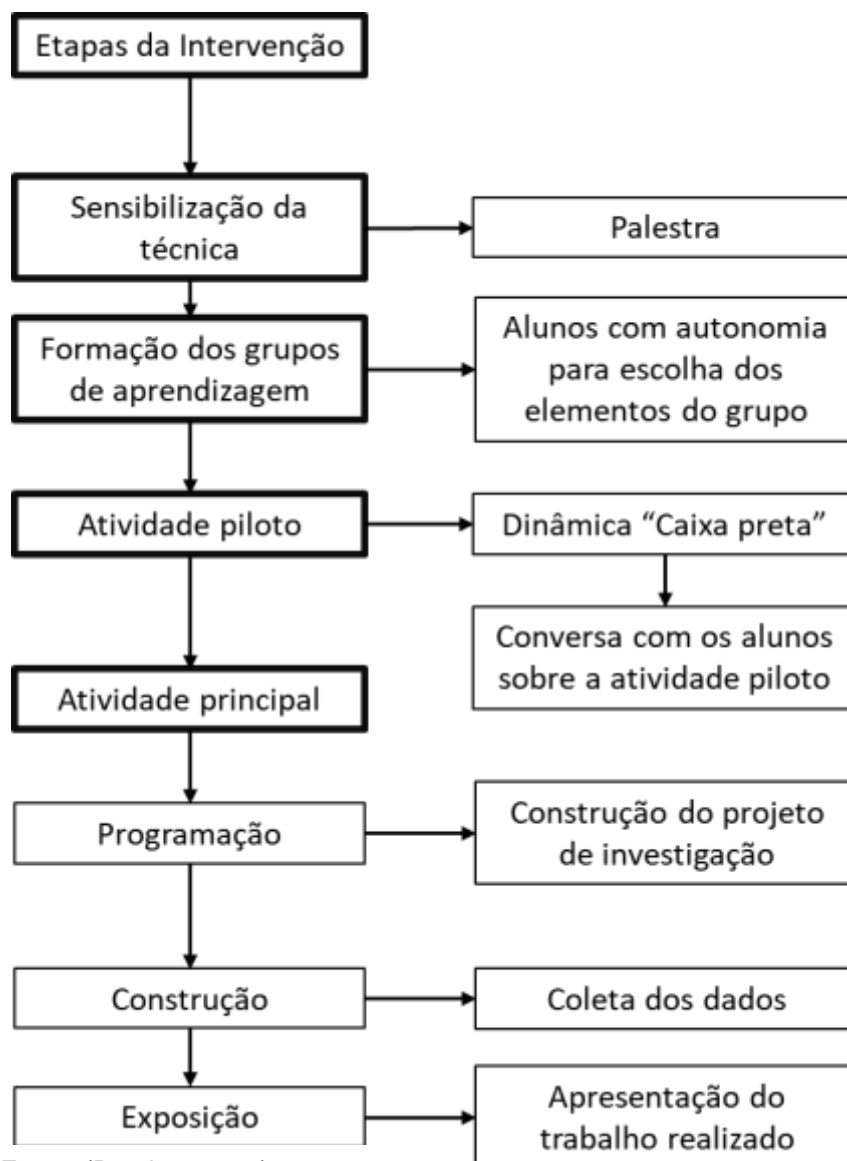 Etapas da Intervenção
Sensibilização da
técnica
Palestra
Formação dos grupos
de aprendizagem
Alunos com autonomia
para escolha dos
elementos do grupo
Atividade piloto
Dinâmica “Caixa preta”
Conversa com os alunos
sobre a atividade piloto
Atividade principal
Programação
Construção do projeto
de investigação
Construção
Coleta dos dados
Exposição
Apresentação do
trabalho realizado